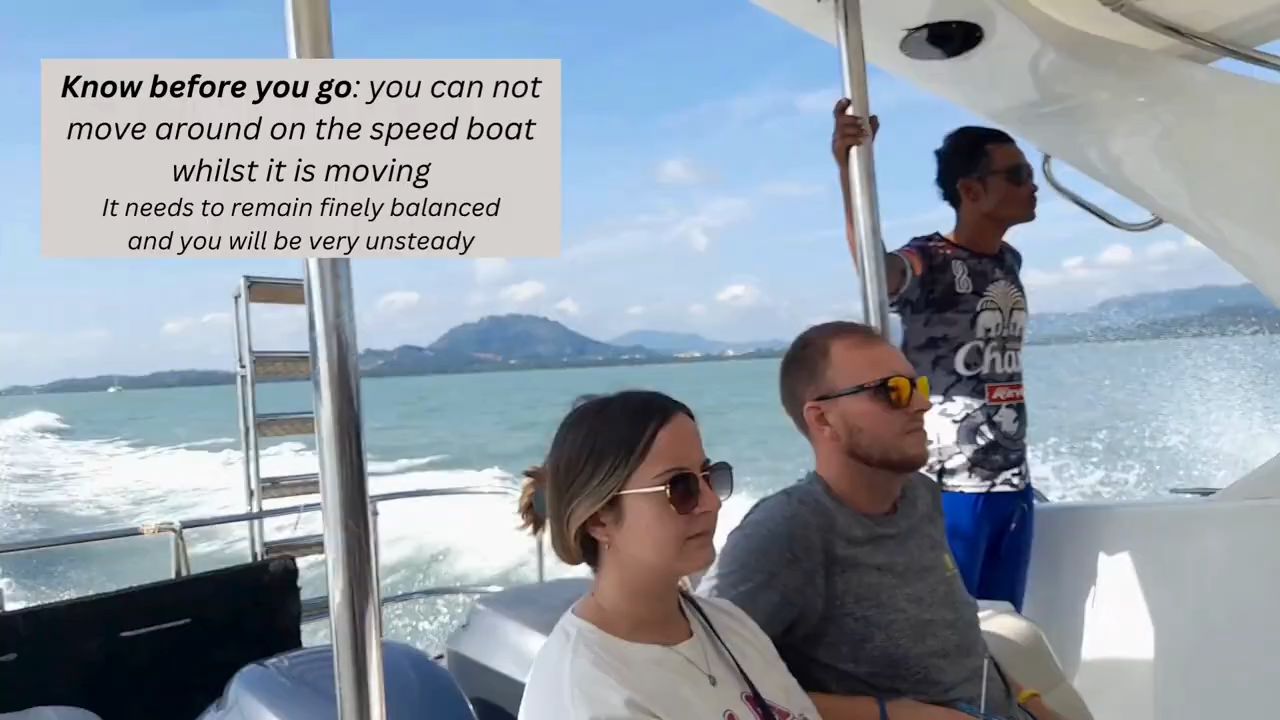 Know before you go: you can not
move around on the speed boat
whilst it is moving
It needs to remain finely balanced
and you will be very unsteady